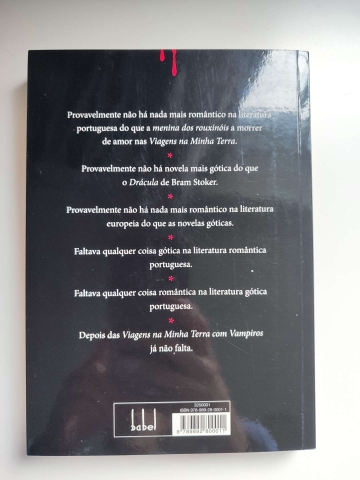 Provavelmente não há nada mais romântico na literatura
portuguesa do que a menina dos rouxinóis a morrer
de amor nas Viagens na Minha Terra.
*
Provavelmente não há novela mais gótica do que
o Drácula de Bram Stoker.
*
Provavelmente não há nada mais romântico na literatura
europeia do que as novelas góticas.
*
Faltava qualquer coisa gótica na literatura romântica
portuguesa.
*
Faltava qualquer coisa romântica na literatura gótica
portuguesa.
*
Depois das Viagens na Minha Terra com Vampiros
já não falta.
babel